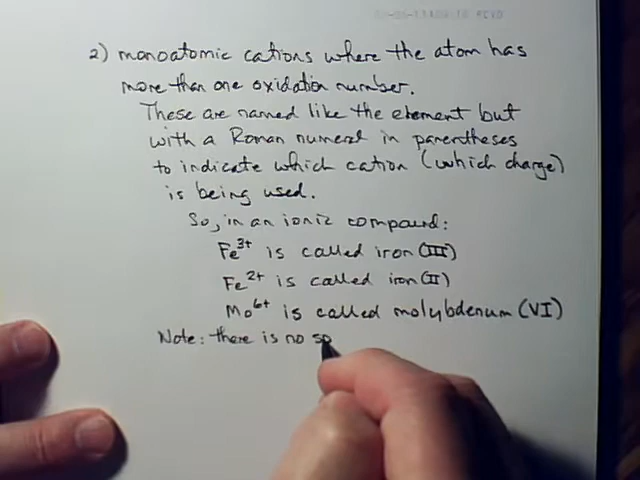 2) monoatomic cations where the atom has
more than one oxidation number.
These are named like the element but
with a Roman numeral in parentheses
to indicate which cation (which charge)
is being used.
So, in an ionic compound:
Fe³⁺ is called iron (III)
Fe²⁺ is called iron (II)
Mo⁶⁺ is called molybdenum (VI)
Note: there is no sp